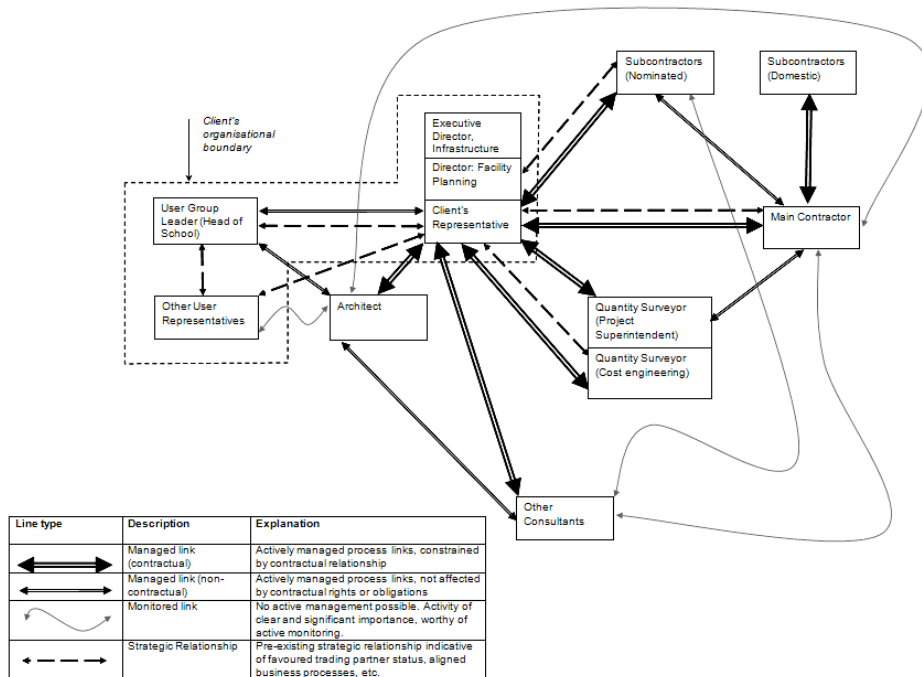 Subcontractors
(Nominated)
Subcontractors
(Domestic)
Client's
organisational
boundary
Executive
Director,
Infrastructure
Director: Facility
Planning
Client's
Representative
User Group
Leader (Head of
School)
Main Contractor
Other User
Representatives
Architect
Quantity Surveyor
(Project
Superintendent)
Quantity Surveyor
(Cost engineering)
Other
Consultants
Line type Description Explanation
Managed link
(contractual)
Actively managed process links, constrained
by contractual relationship
Managed link (non-
contractual)
Actively managed process links, not affected
by contractual rights or obligations
Monitored link
No active management possible. Activity of
clear and significant importance, worthy of
active monitoring.
Strategic Relationship
Pre-existing strategic relationship indicative
of favoured trading partner status, aligned
business processes, etc.